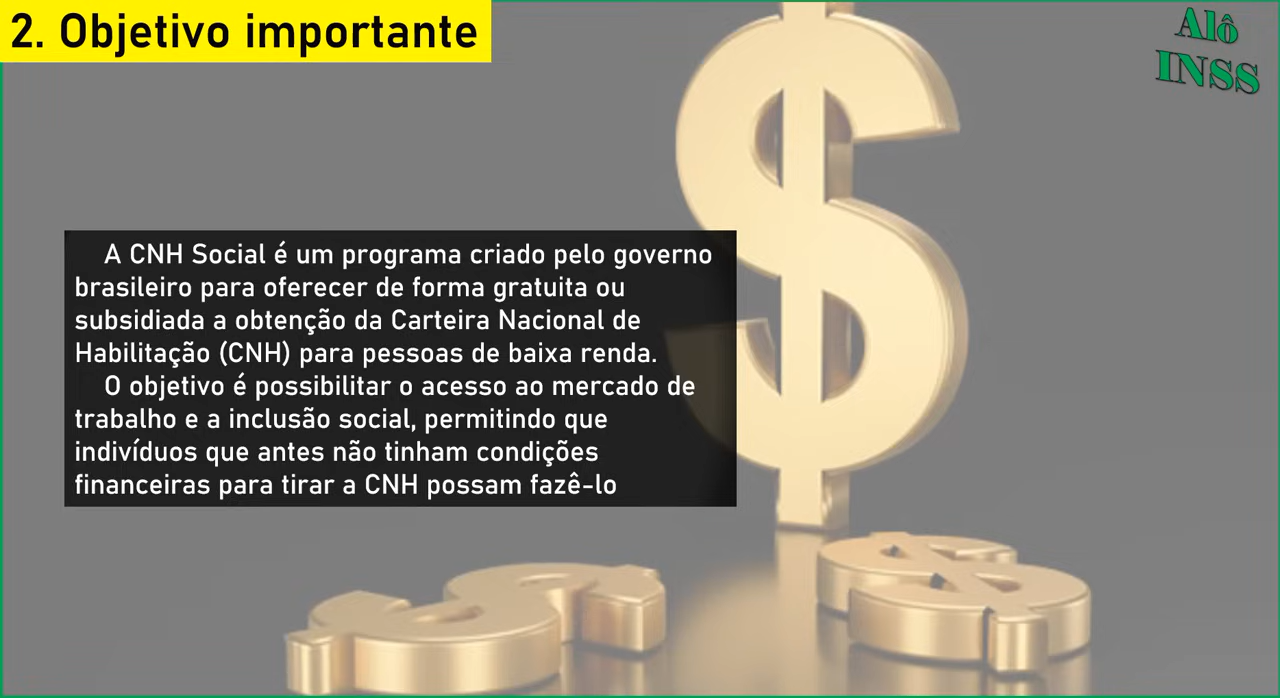 2. Objetivo importante
Alô
INSS
A CNH Social é um programa criado pelo governo
brasileiro para oferecer de forma gratuita ou
subsidiada a obtenção da Carteira Nacional de
Habilitação (CNH) para pessoas de baixa renda.
O objetivo é possibilitar o acesso ao mercado de
trabalho e a inclusão social, permitindo que
indivíduos que antes não tinham condições
financeiras para tirar a CNH possam fazê-lo